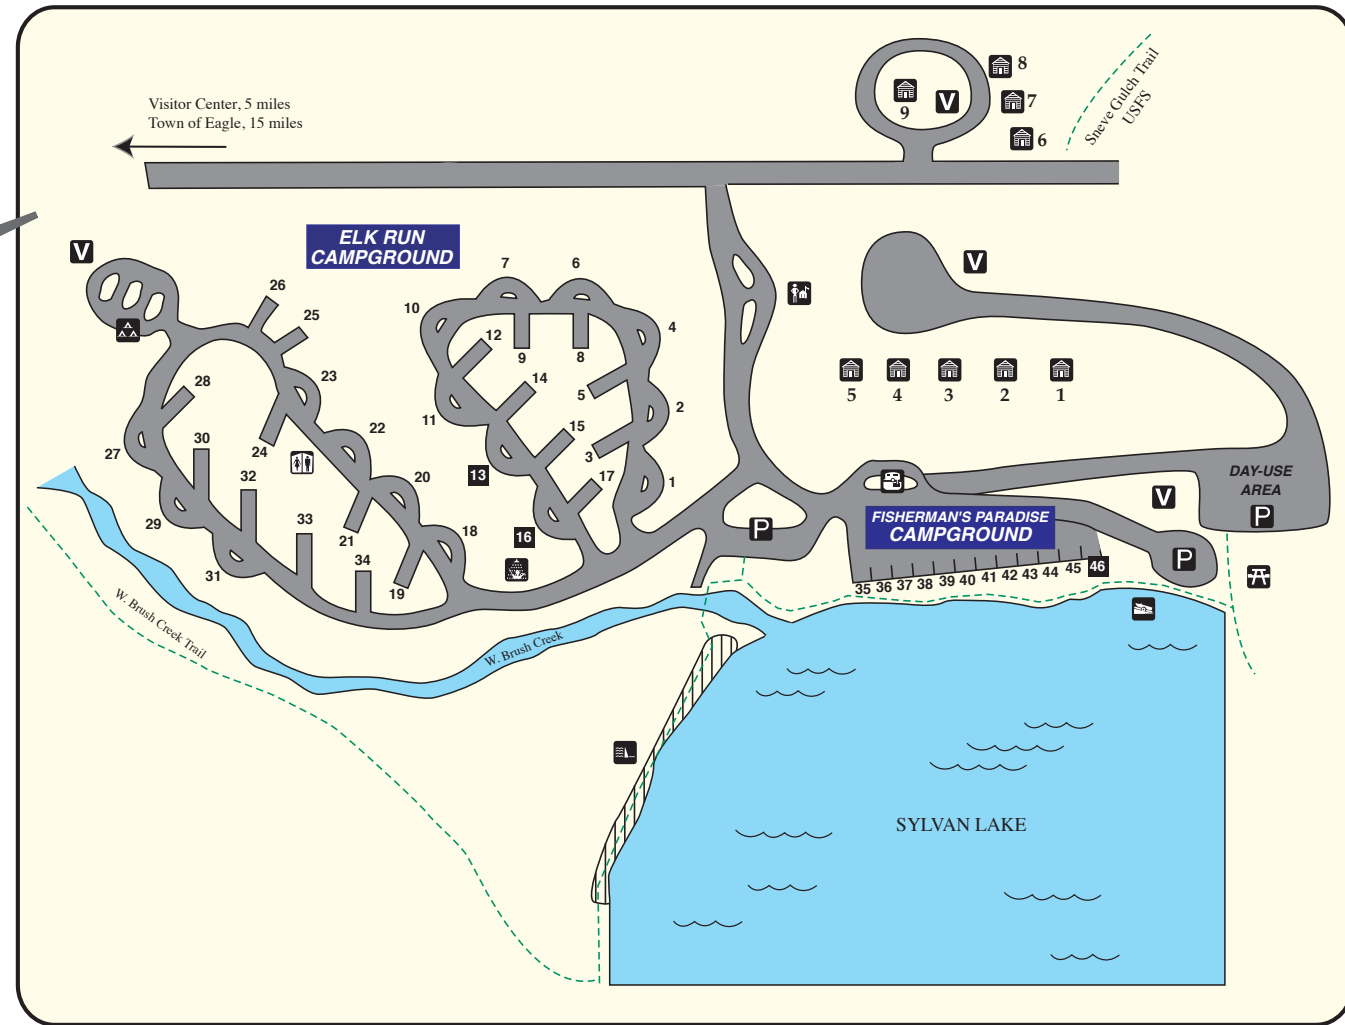 8
9
V
7
6
Sneve Gulch Trail
USFS
Visitor Center, 5 miles
Town of Eagle, 15 miles
ELK RUN
CAMPGROUND
V
V
7
6
26
25
10
12
9
8
4
5
4
3
2
1
28
23
14
5
2
11
22
15
3
27
30
24
13
17
1
32
20
16
29
33
21
18
31
34
19
DAY-USE
AREA
P
V
FISHERMAN'S PARADISE
CAMPGROUND
P
P
35 36 37 38 39 40 41 42 43 44 45 46
W. Brush Creek Trail
W. Brush Creek
SYLVAN LAKE